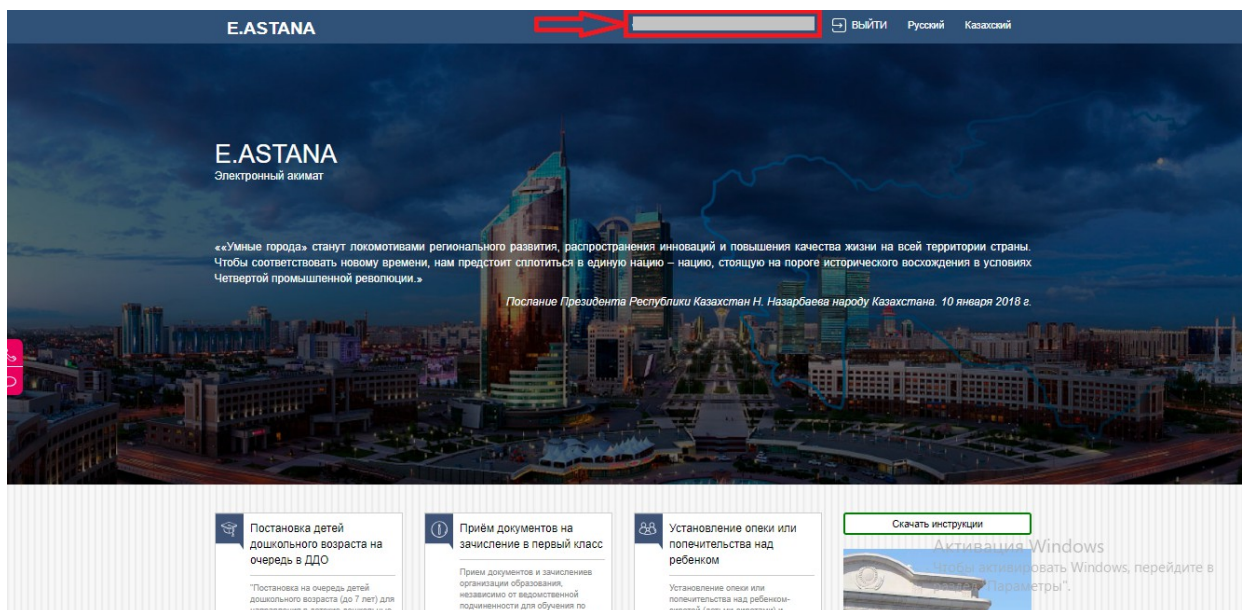 E.ASTANA
ВЫЙТИ
Русский
Казахский
E.ASTANA
Электронный акимат
««Умные города» станут локомотивами регионального развития, распространения инноваций и повышения качества жизни на всей территории страны.
Чтобы соответствовать новому времени, нам предстоит сплотиться в единую нацию – нацию, стоящую на пороге исторического восхождения в условиях
Четвертой промышленной революции.»
Послание Президента Республики Казахстан Н. Назарбаева народу Казахстана. 10 января 2018 г.
Постановка детей
дошкольного возраста на
очередь в ДДО
"Постановка на очередь детей
дошкольного возраста (до 7 лет) для
Приём документов на
зачисление в первый класс
Прием документов и зачислениев
организации образования,
независимо от ведомственной
подчиненности для обучения по
Установление опеки или
попечительства над
ребенком
Установление опеки или
попечительства над ребенком-
Скачать инструкции
Активация Windows
Чтобы активировать Windows, перейдите в
раздел "Параметры".